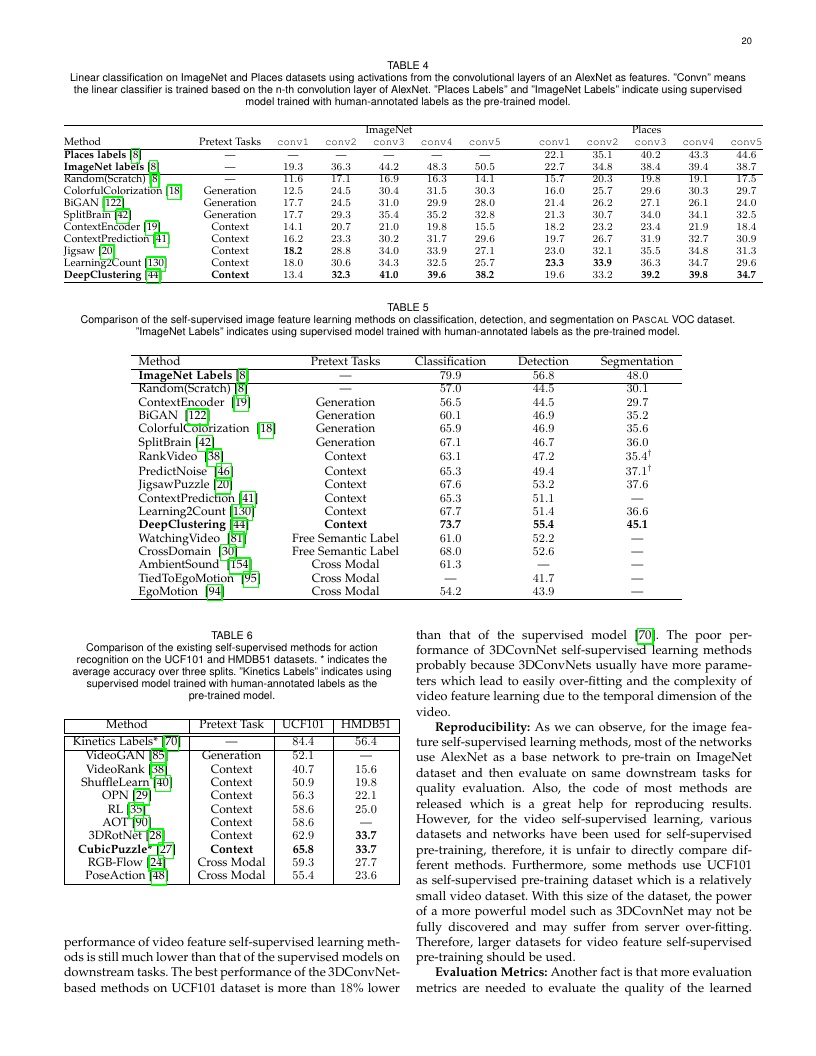 20
TABLE 4
Linear classification on ImageNet and Places datasets using activations from the convolutional layers of an AlexNet as features. "Convn" means
the linear classifier is trained based on the n-th convolution layer of AlexNet. "Places Labels" and "ImageNet Labels" indicate using supervised
model trained with human-annotated labels as the pre-trained model.
ImageNet Places
Method Pretext Tasks conv1 conv2 conv3 conv4 conv5 conv1 conv2 conv3 conv4 conv5
Places labels [8] — — — — — — 22.1 35.1 40.2 43.3 44.6
ImageNet labels [8] — 19.3 36.3 44.2 48.3 50.5 22.7 34.8 38.4 39.4 38.7
Random(Scratch) [8] — 11.6 17.1 16.9 16.3 14.1 15.7 20.3 19.8 19.1 17.5
ColorfulColorization [18] Generation 12.5 24.5 30.4 31.5 30.3 16.0 25.7 29.6 30.3 29.7
BiGAN [122] Generation 17.7 24.5 31.0 29.9 28.0 21.4 26.2 27.1 26.1 24.0
SplitBrain [42] Generation 17.7 29.3 35.4 35.2 32.8 21.3 30.7 34.0 34.1 32.5
ContextEncoder [19] Context 14.1 20.7 21.0 19.8 15.5 18.2 23.2 23.4 21.9 18.4
ContextPrediction [41] Context 16.2 23.3 30.2 31.7 29.6 19.7 26.7 31.9 32.7 30.9
Jigsaw [20] Context 18.2 28.8 34.0 33.9 27.1 23.0 32.1 35.5 34.8 31.3
Learning2Count [130] Context 18.0 30.6 34.3 32.5 25.7 23.3 33.9 36.3 34.7 29.6
DeepClustering [44] Context 13.4 32.3 41.0 39.6 38.2 19.6 33.2 39.2 39.8 34.7
TABLE 5
Comparison of the self-supervised image feature learning methods on classification, detection, and segmentation on PASCAL VOC dataset.
"ImageNet Labels" indicates using supervised model trained with human-annotated labels as the pre-trained model.
Method Pretext Tasks Classification Detection Segmentation
ImageNet Labels [8] — 79.9 56.8 48.0
Random(Scratch) [8] — 57.0 44.5 30.1
ContextEncoder [19] Generation 56.5 44.5 29.7
BiGAN [122] Generation 60.1 46.9 35.2
ColorfulColorization [18] Generation 65.9 46.9 35.6
SplitBrain [42] Generation 67.1 46.7 36.0
RankVideo [38] Context 63.1 47.2 35.4†
PredictNoise [46] Context 65.3 49.4 37.1†
JigsawPuzzle [20] Context 67.6 53.2 37.6
ContextPrediction [41] Context 65.3 51.1 —
Learning2Count [130] Context 67.7 51.4 36.6
DeepClustering [44] Context 73.7 55.4 45.1
WatchingVideo [81] Free Semantic Label 61.0 52.2 —
CrossDomain [30] Free Semantic Label 68.0 52.6 —
AmbientSound [154] Cross Modal 61.3 — —
TiedToEgoMotion [95] Cross Modal — 41.7 —
EgoMotion [94] Cross Modal 54.2 43.9 —
TABLE 6
Comparison of the existing self-supervised methods for action
recognition on the UCF101 and HMDB51 datasets. * indicates the
average accuracy over three splits. "Kinetics Labels" indicates using
supervised model trained with human-annotated labels as the
pre-trained model.
Method Pretext Task UCF101 HMDB51
Kinetics Labels* [70] — 84.4 56.4
VideoGAN [85] Generation 52.1 —
VideoRank [38] Context 40.7 15.6
ShuffleLearn [40] Context 50.9 19.8
OPN [29] Context 56.3 22.1
RL [35] Context 58.6 25.0
AOT [90] Context 58.6 —
3DRotNet [28] Context 62.9 33.7
CubicPuzzle* [27] Context 65.8 33.7
RGB-Flow [24] Cross Modal 59.3 27.7
PoseAction [48] Cross Modal 55.4 23.6
performance of video feature self-supervised learning meth-
ods is still much lower than that of the supervised models on
downstream tasks. The best performance of the 3DConvNet-
based methods on UCF101 dataset is more than 18% lower
than that of the supervised model [70]. The poor per-
formance of 3DCovnNet self-supervised learning methods
probably because 3DConvNets usually have more parame-
ters which lead to easily over-fitting and the complexity of
video feature learning due to the temporal dimension of the
video.
Reproducibility: As we can observe, for the image fea-
ture self-supervised learning methods, most of the networks
use AlexNet as a base network to pre-train on ImageNet
dataset and then evaluate on same downstream tasks for
quality evaluation. Also, the code of most methods are
released which is a great help for reproducing results.
However, for the video self-supervised learning, various
datasets and networks have been used for self-supervised
pre-training, therefore, it is unfair to directly compare dif-
ferent methods. Furthermore, some methods use UCF101
as self-supervised pre-training dataset which is a relatively
small video dataset. With this size of the dataset, the power
of a more powerful model such as 3DCovnNet may not be
fully discovered and may suffer from server over-fitting.
Therefore, larger datasets for video feature self-supervised
pre-training should be used.
Evaluation Metrics: Another fact is that more evaluation
metrics are needed to evaluate the quality of the learned